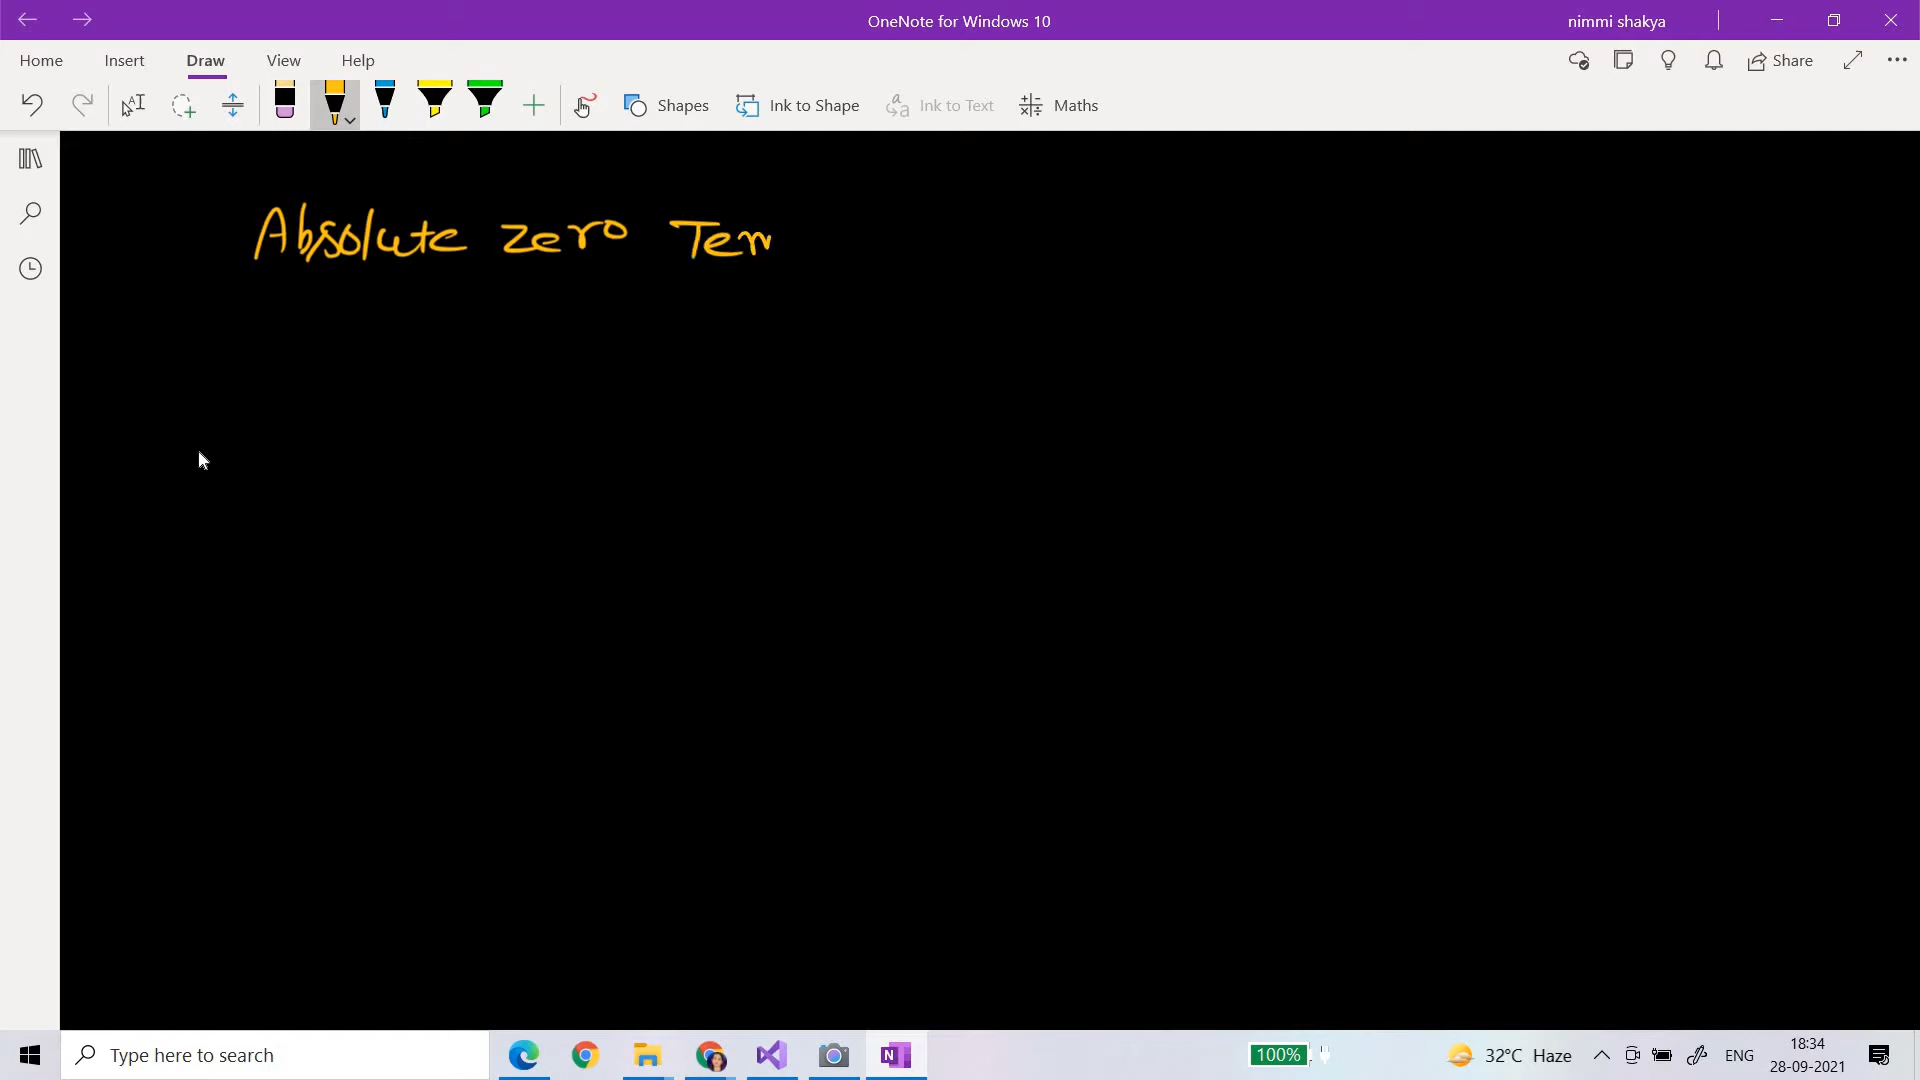 OneNote for Windows 10
nimmi shakya
Home Insert Draw View Help
Share
Shapes Ink to Shape Ink to Text Maths
Absolute zero Tem
Type here to search
100%
32°C Haze
ENG
18:34
28-09-2021